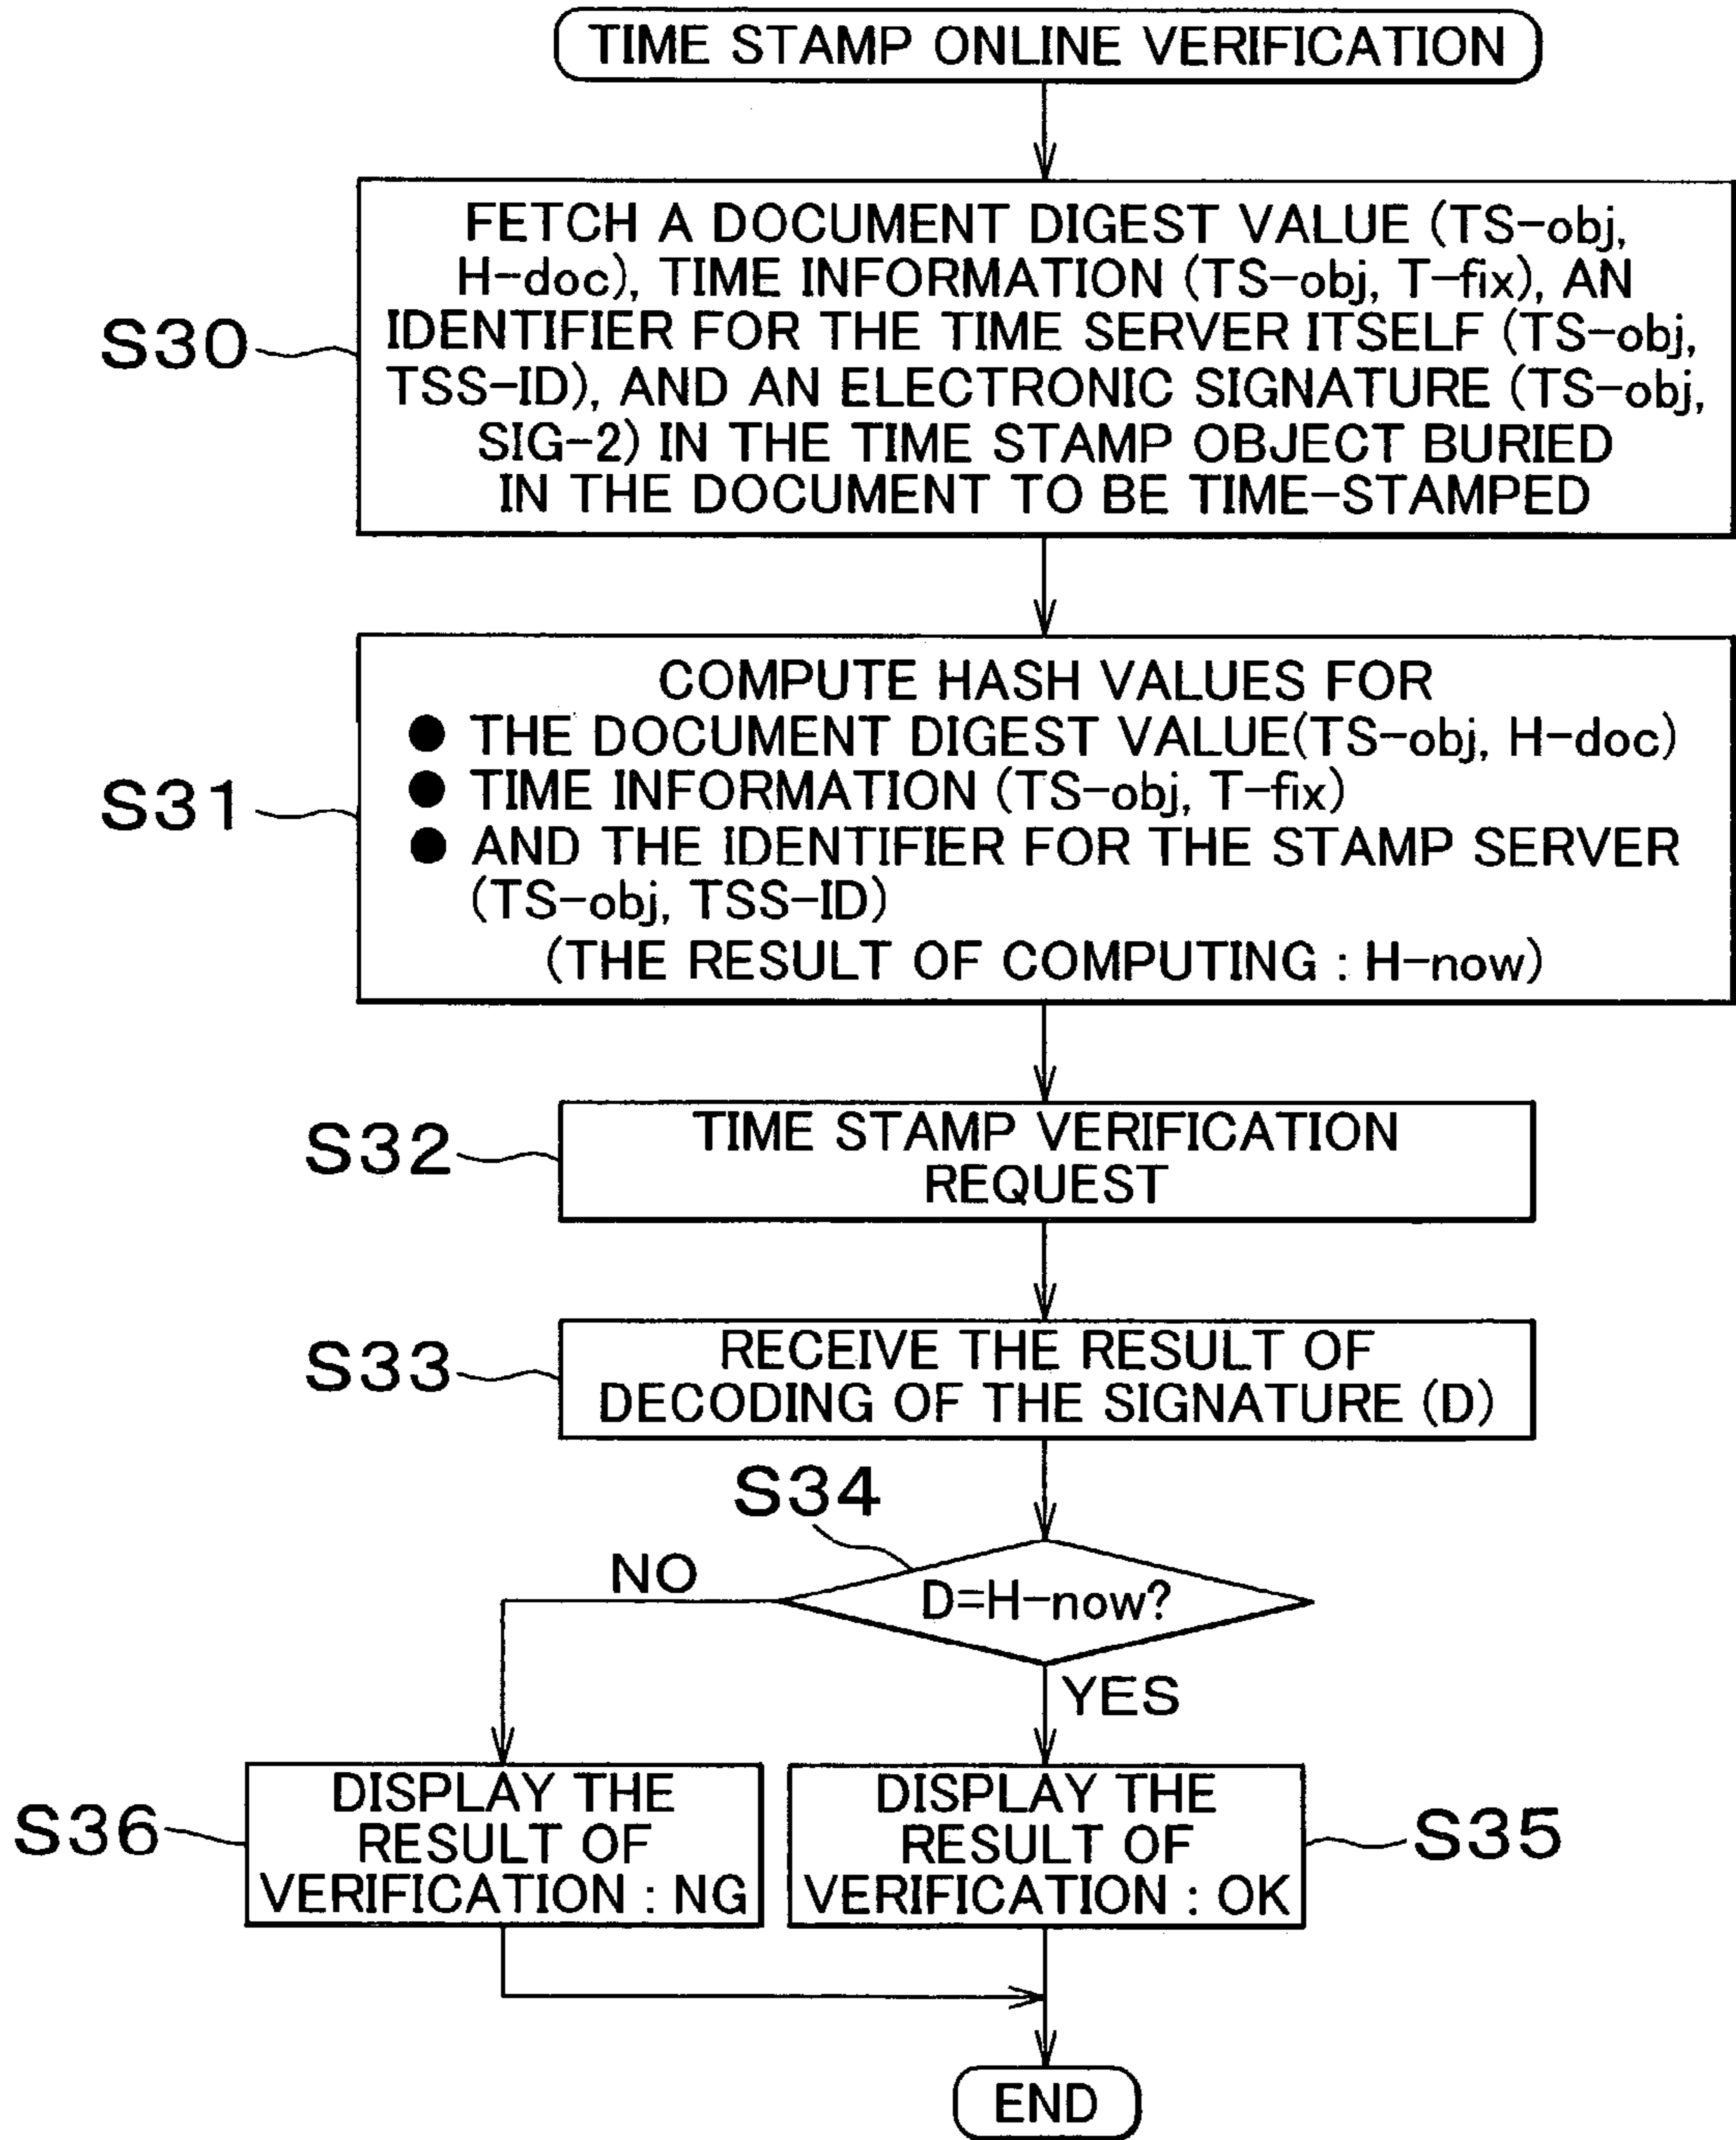 TIME STAMP ONLINE VERIFICATION
FETCH A DOCUMENT DIGEST VALUE (TS-obj,
H-doc), TIME INFORMATION (TS-obj, T-fix), AN
IDENTIFIER FOR THE TIME SERVER ITSELF (TS-obj,
TSS-ID), AND AN ELECTRONIC SIGNATURE (TS-obj,
SIG-2) IN THE TIME STAMP OBJECT BURIED
IN THE DOCUMENT TO BE TIME-STAMPED
S30
COMPUTE HASH VALUES FOR
● THE DOCUMENT DIGEST VALUE(TS-obj, H-doc)
● TIME INFORMATION (TS-obj, T-fix)
● AND THE IDENTIFIER FOR THE STAMP SERVER
(TS-obj, TSS-ID)
(THE RESULT OF COMPUTING : H-now)
S31
TIME STAMP VERIFICATION
REQUEST
S32
RECEIVE THE RESULT OF
DECODING OF THE SIGNATURE (D)
S33
S34
D=H-now?
NO
YES
S36
DISPLAY THE
RESULT OF
VERIFICATION : NG
DISPLAY THE
RESULT OF
VERIFICATION : OK
S35
END